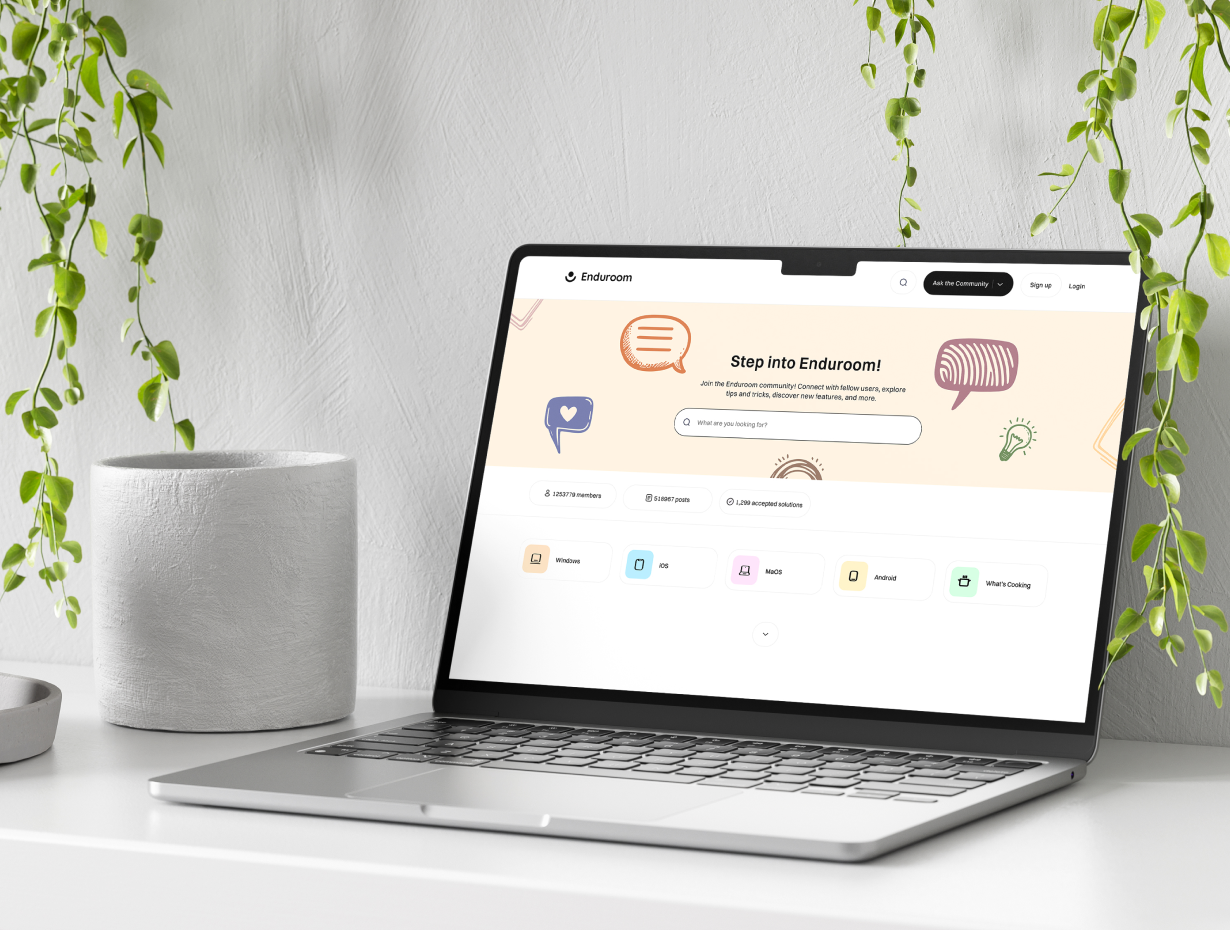 Enduroom
Ask the Community
Sign up
Login
Step into Enduroom!
Join the Enduroom community! Connect with fellow users, explore
tips and tricks, discover new features, and more.
What are you looking for?
1253779 members
518967 posts
1,299 accepted solutions
Windows
iOS
MaOS
Android
What's Cooking